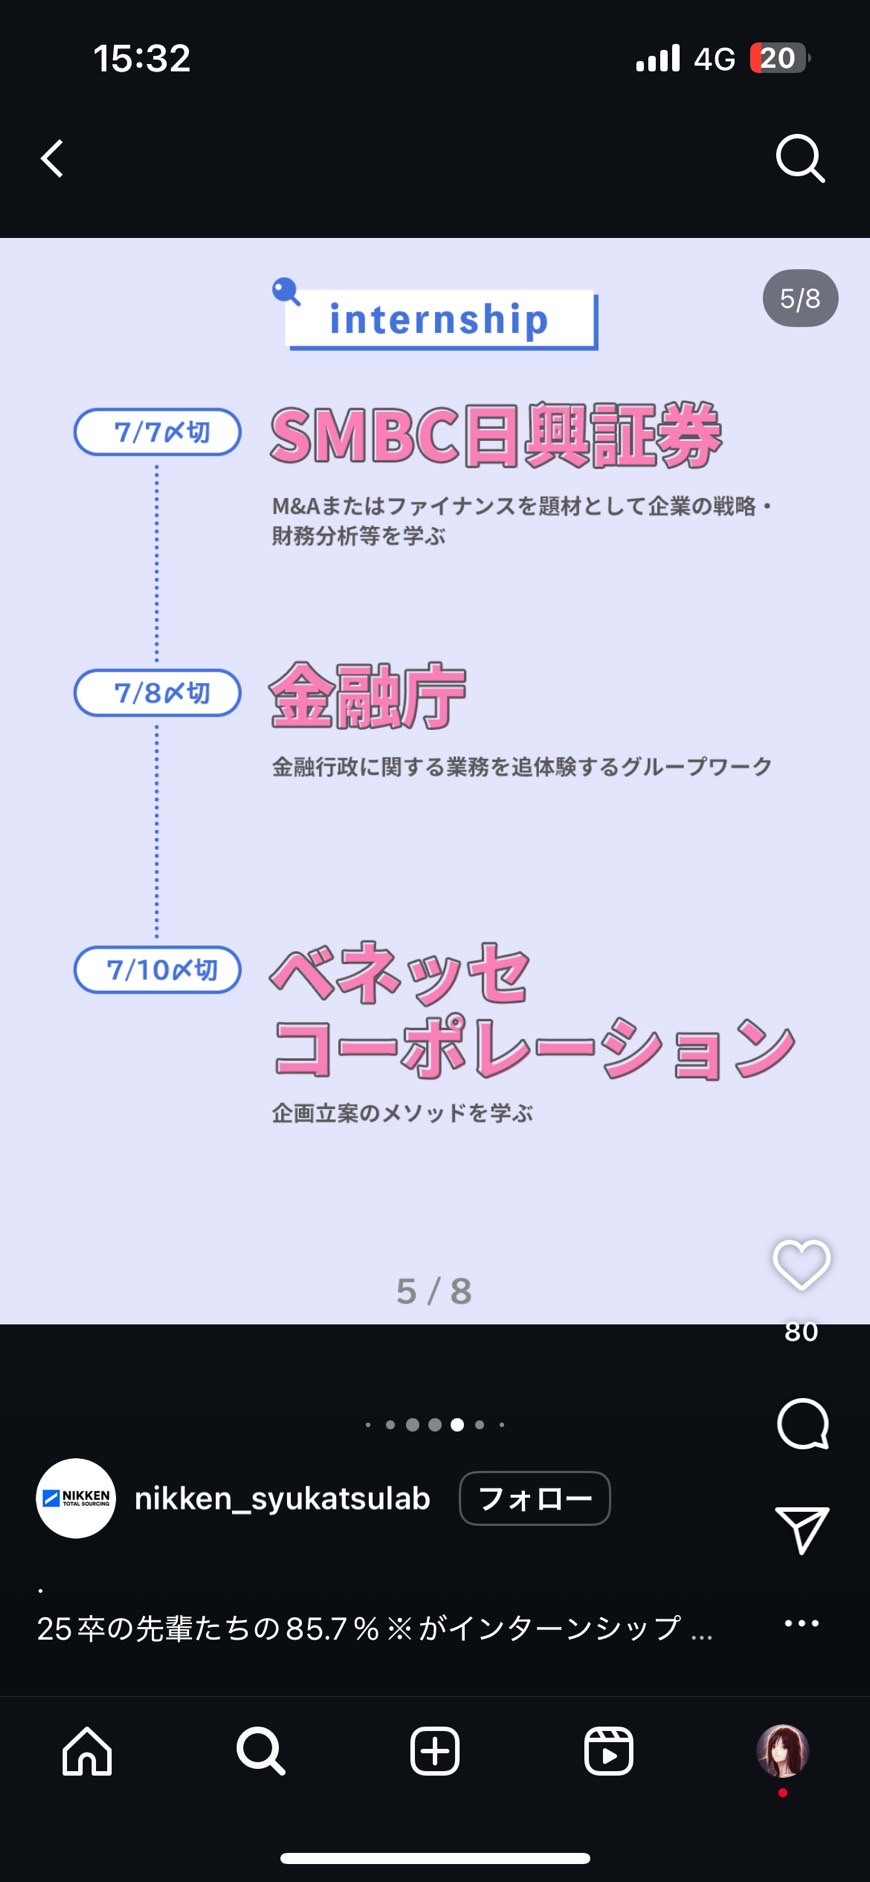 15:32
4G
20
internship
5/8
7/7〆切
SMBC日興証券
M&Aまたはファイナンスを題材として企業の戦略・
財務分析等を学ぶ
7/8〆切
金融庁
金融行政に関する業務を追体験するグループワーク
7/10〆切
ベネッセ
コーポレーション
企画立案のメソッドを学ぶ
5 / 8
80
NIKKEN
TOTAL SOURCING
nikken_syukatsulab
フォロー
.
25卒の先輩たちの85.7%※がインターンシップ ...